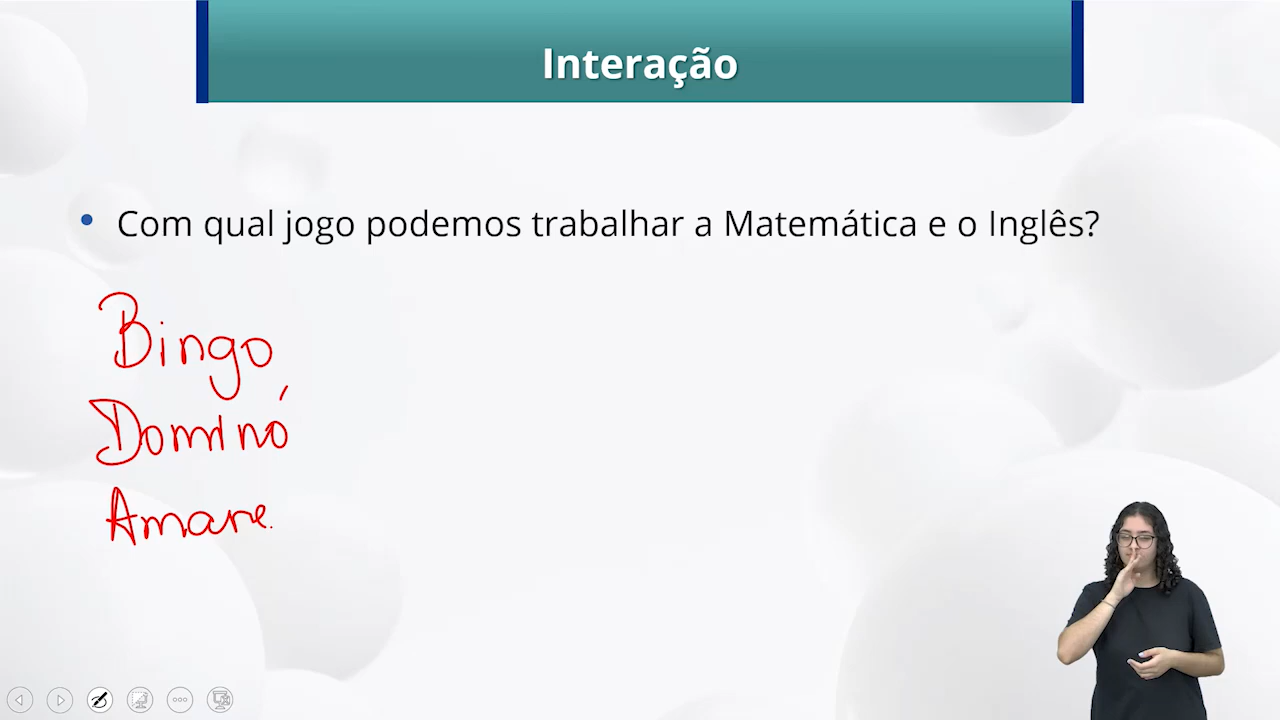 Interação
• Com qual jogo podemos trabalhar a Matemática e o Inglês?
Bingo
Dominó
Amare